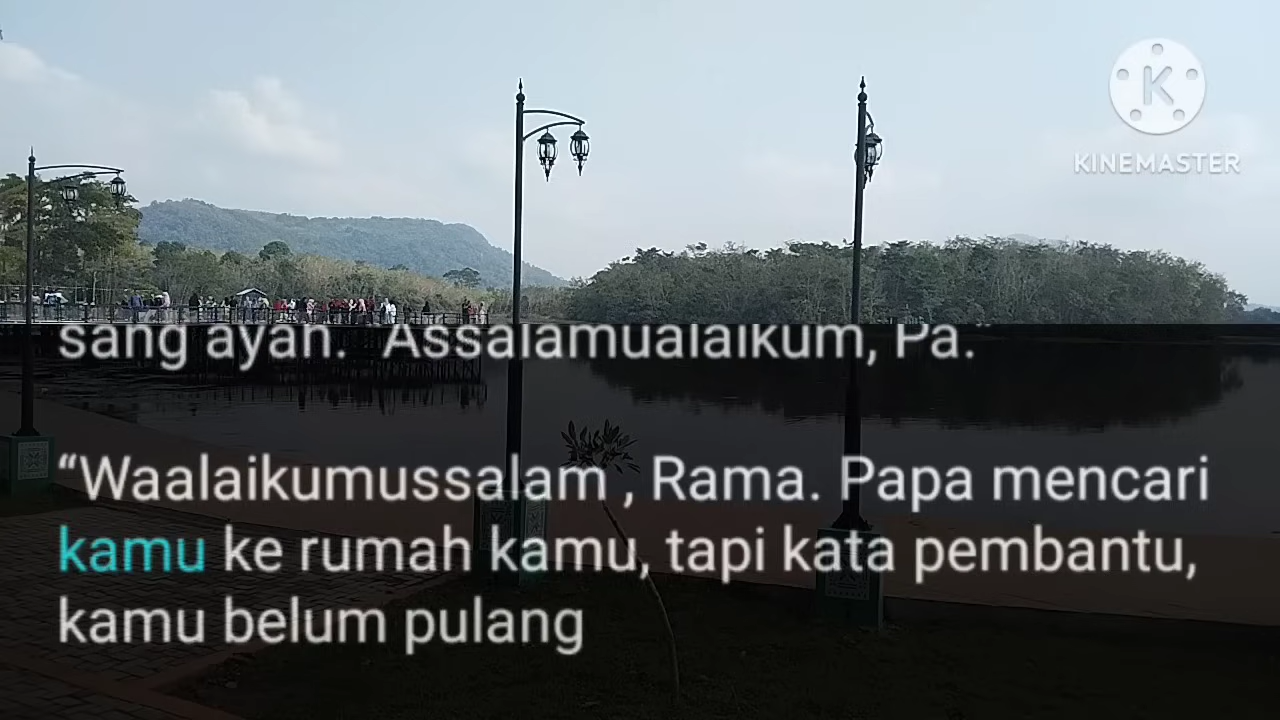 KINEMASTER
sang ayah. “Assalamualaikum, Pa.”
“Waalaikumussalam , Rama. Papa mencari
kamu ke rumah kamu, tapi kata pembantu,
kamu belum pulang